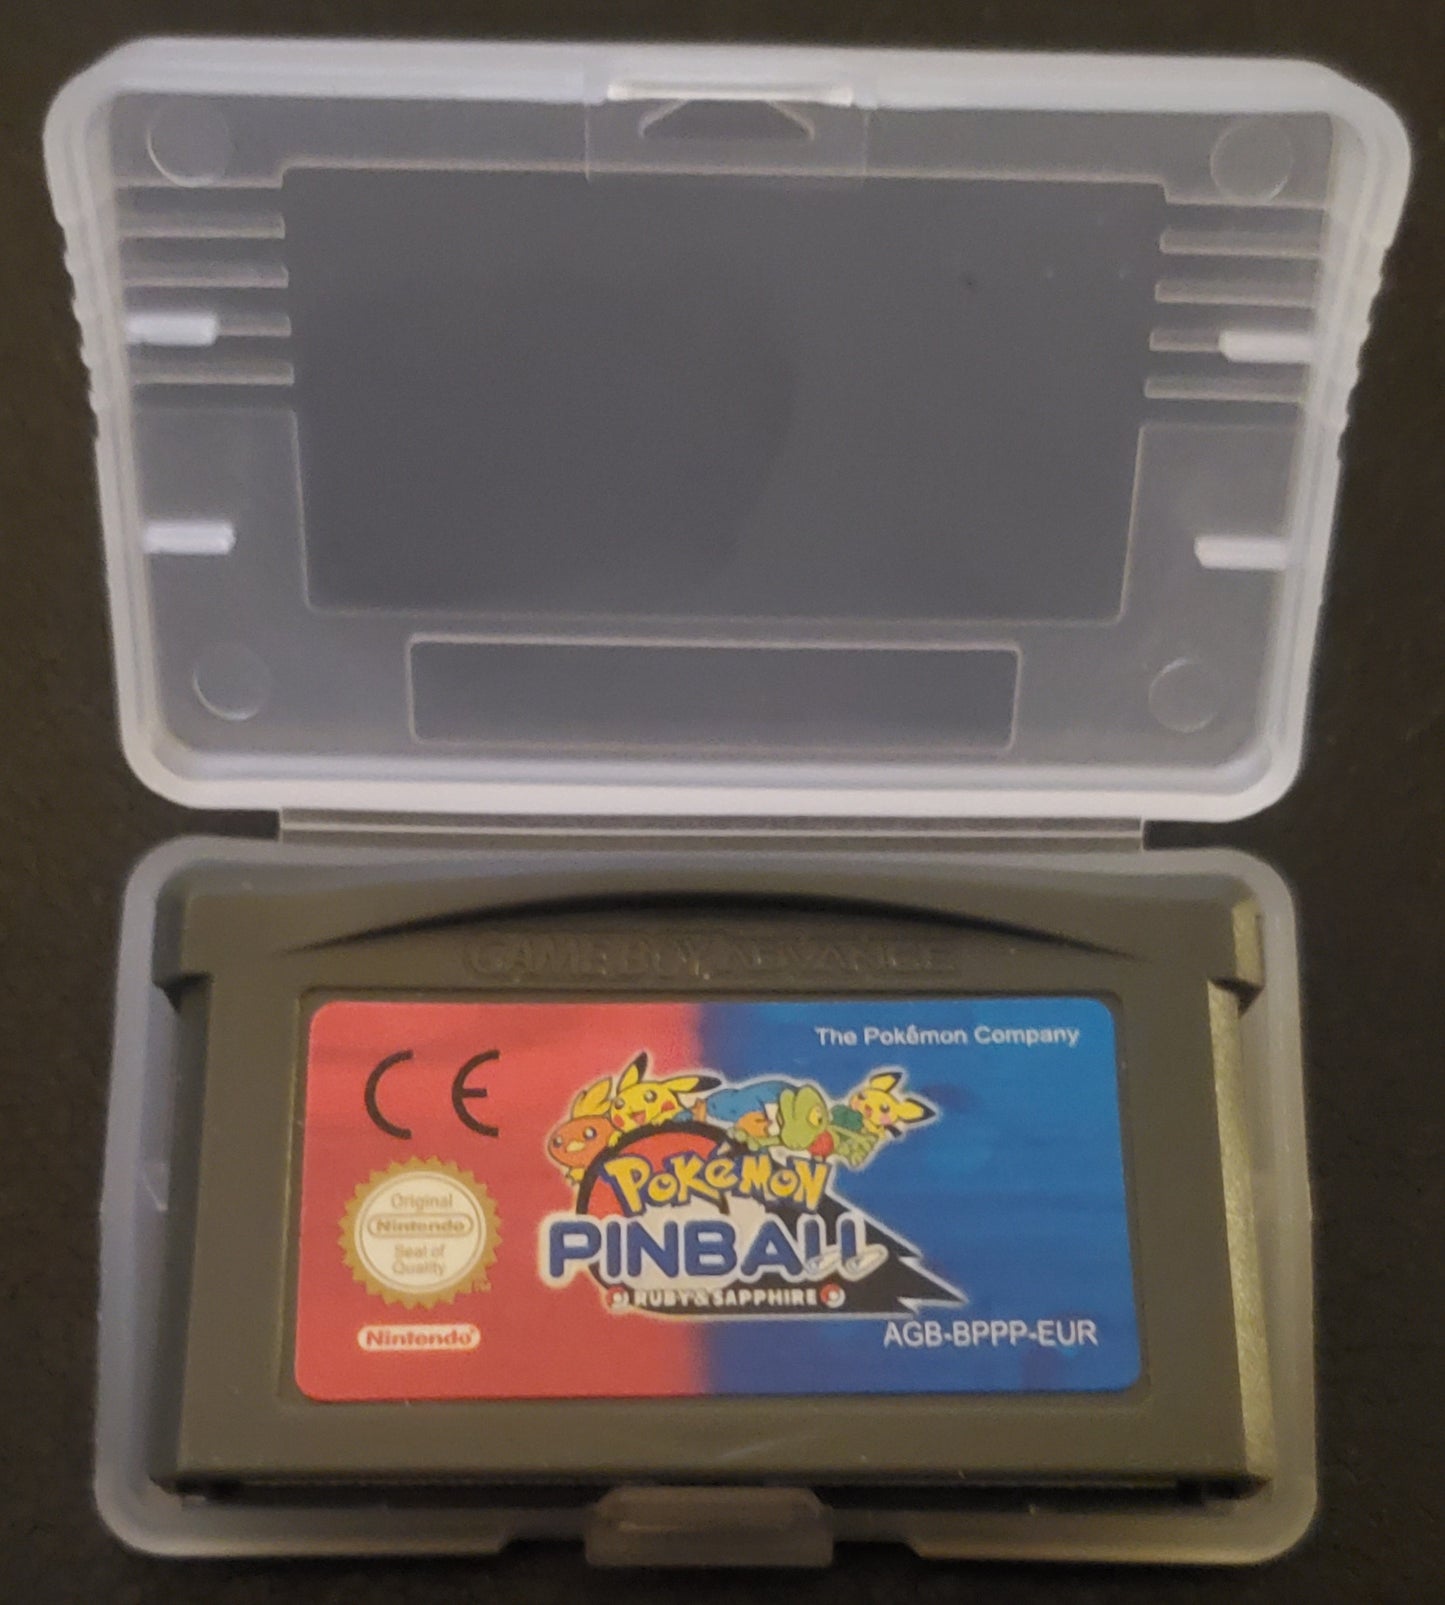 GAME BOY ADVANCE
The Pokémon Company
CE
POKéMON
PINBALL
RUBY & SAPPHIRE
Original
Nintendo
Seal of
Quality
TM
Nintendo®
AGB-BPPP-EUR